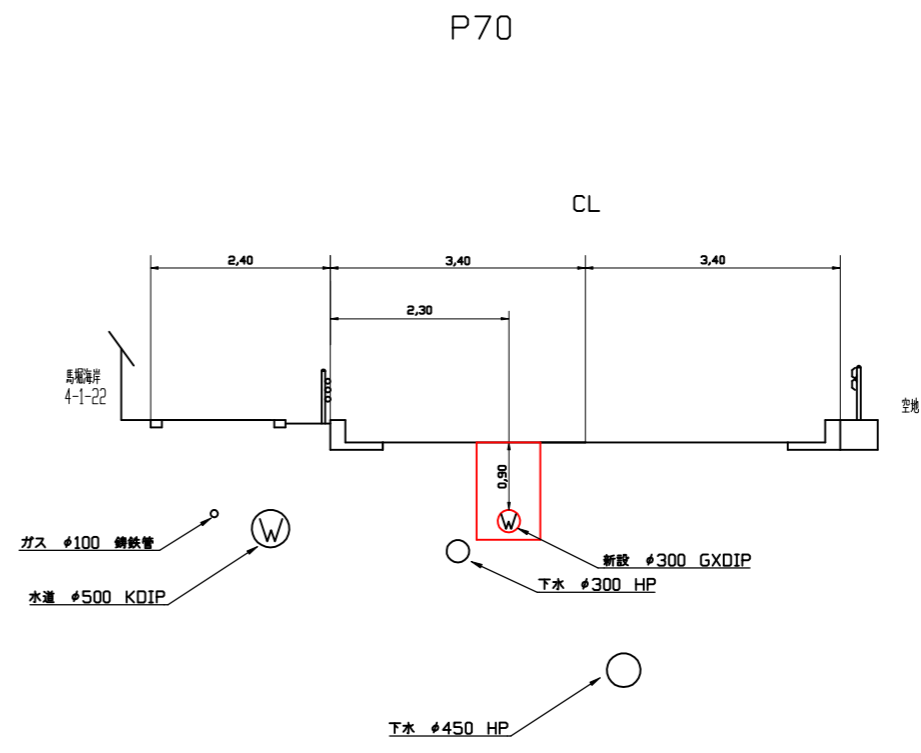 P70
CL
2,40
3,40
3,40
2,30
馬堀海岸
4-1-22
空地
0,90
W
W
ガス φ100 鋳鉄管
新設 φ300 GXDIP
下水 φ300 HP
水道 φ500 KDIP
下水 φ450 HP